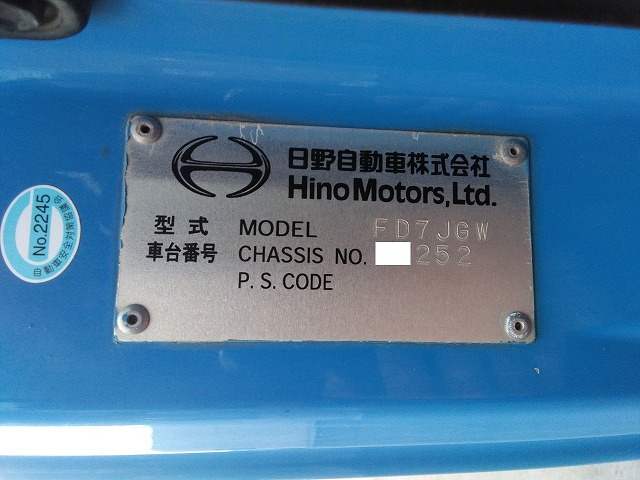 日野自動車株式会社
Hino Motors, Ltd.
型式 MODEL FD7JGW
車台番号 CHASSIS NO. 252
P.S.CODE
No.2245